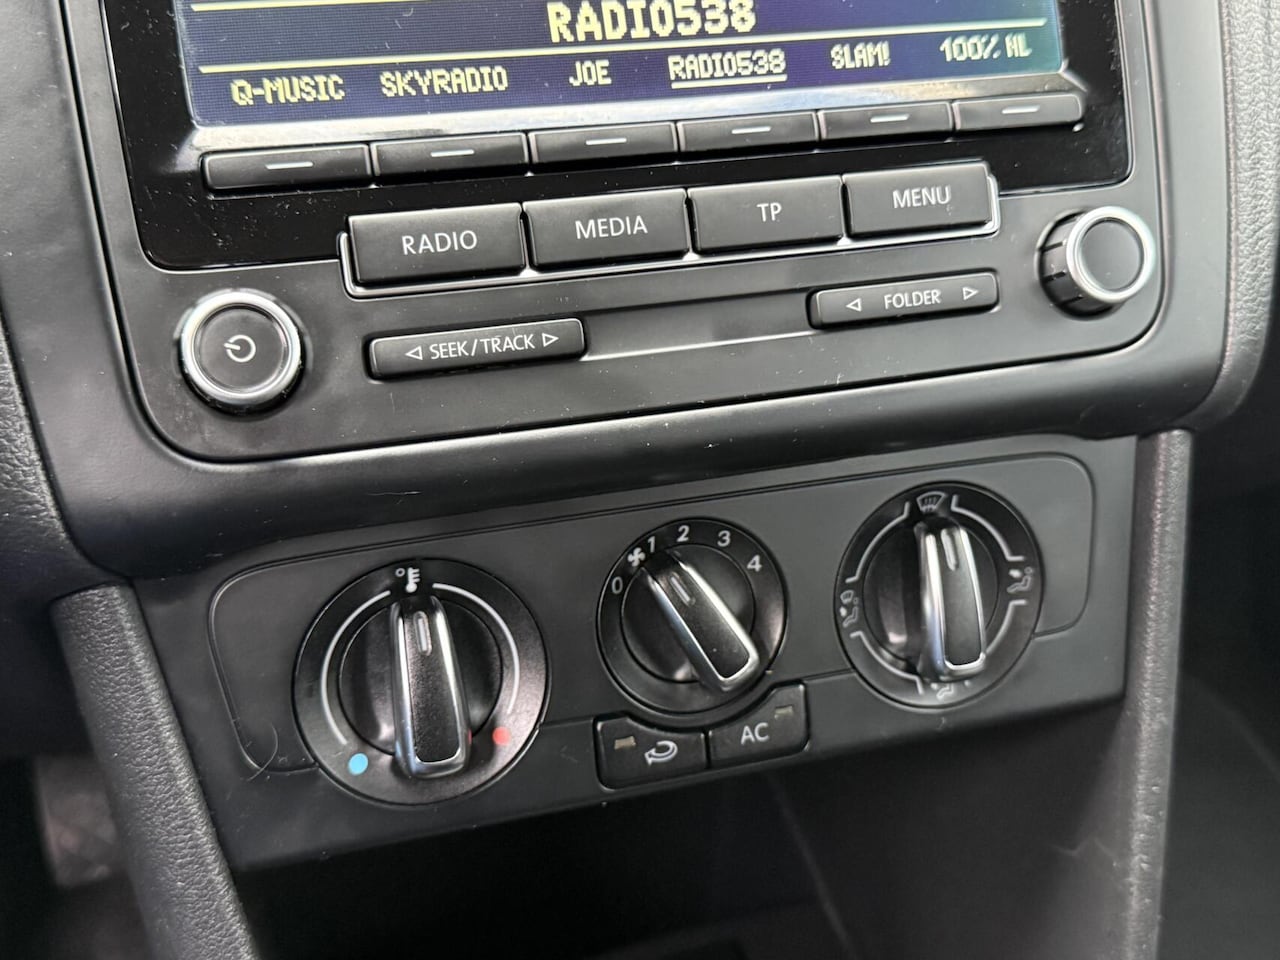 RADIO538
Q-MUSIC SKYRADIO JOE RADIO538 SLAM! 100% NL
RADIO MEDIA TP MENU
SEEK/TRACK FOLDER
0 1 2 3 4
AC